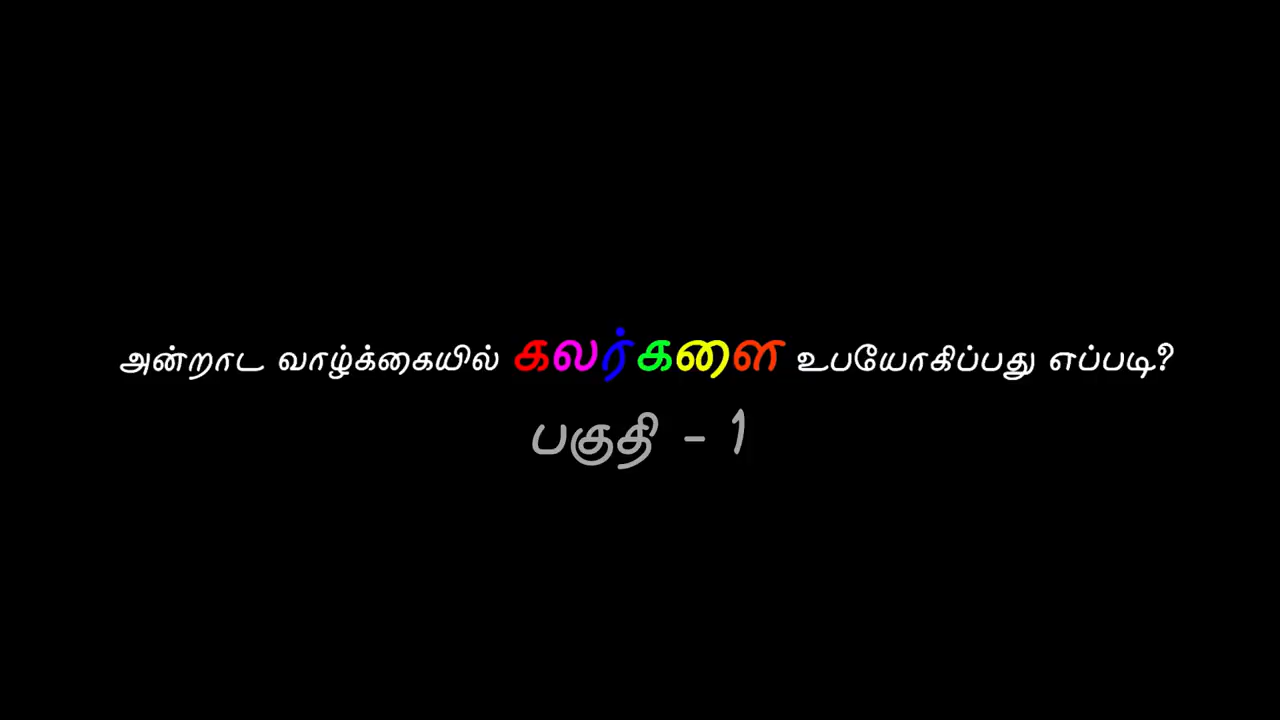 அன்றாட வாழ்க்கையில் கலர்களை உபயோகிப்பது எப்படி?
பகுதி - 1